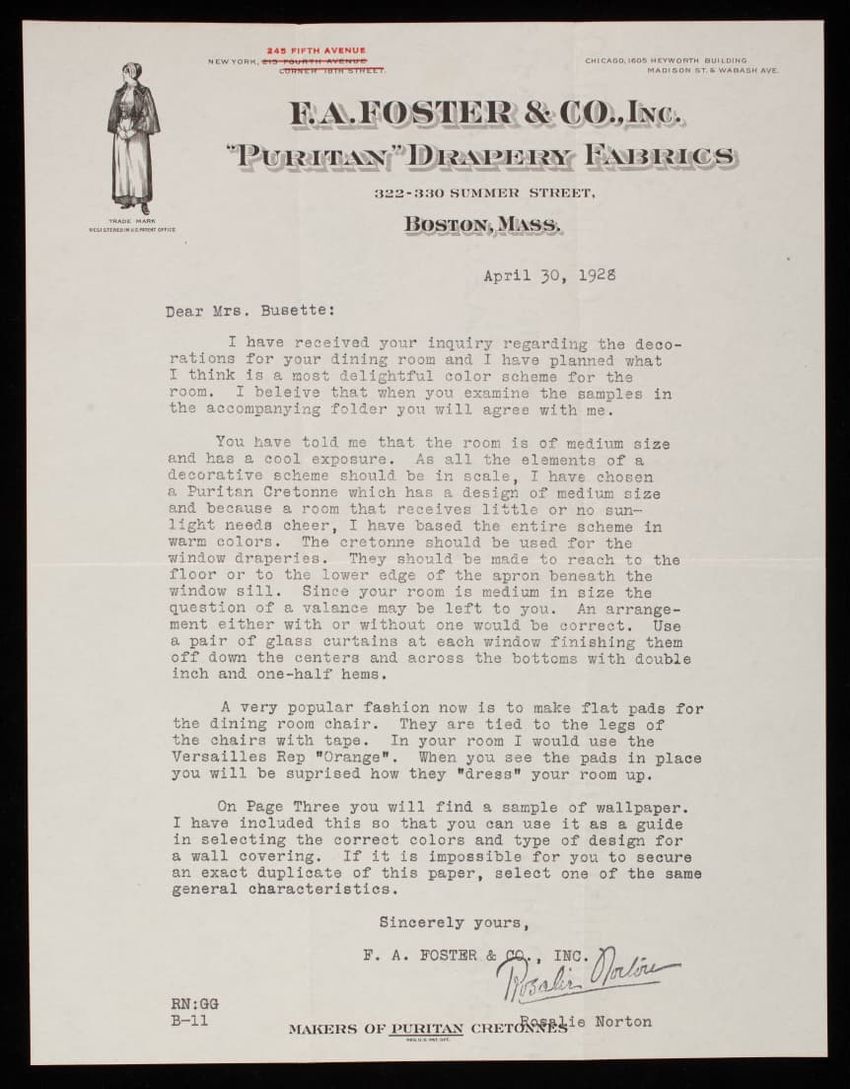 245 FIFTH AVENUE
NEW YORK, 215 FOURTH AVENUE
CORNER 18TH STREET.
CHICAGO, 1605 HEYWORTH BUILDING
MADISON ST. & WABASH AVE.
F.A. FOSTER & CO., INC.
"PURITAN" DRAPERY FABRICS
322-330 SUMMER STREET,
BOSTON, MASS.
TRADE MARK
REGISTERED IN U.S. PATENT OFFICE
April 30, 1928
Dear Mrs. Busette:
I have received your inquiry regarding the deco-
rations for your dining room and I have planned what
I think is a most delightful color scheme for the
room. I beleive that when you examine the samples in
the accompanying folder you will agree with me.
You have told me that the room is of medium size
and has a cool exposure. As all the elements of a
decorative scheme should be in scale, I have chosen
a Puritan Cretonne which has a design of medium size
and because a room that receives little or no sun-
light needs cheer, I have based the entire scheme in
warm colors. The cretonne should be used for the
window draperies. They should be made to reach to the
floor or to the lower edge of the apron beneath the
window sill. Since your room is medium in size the
question of a valance may be left to you. An arrange-
ment either with or without one would be correct. Use
a pair of glass curtains at each window finishing them
off down the centers and across the bottoms with double
inch and one-half hems.
A very popular fashion now is to make flat pads for
the dining room chair. They are tied to the legs of
the chairs with tape. In your room I would use the
Versailles Rep "Orange". When you see the pads in place
you will be suprised how they "dress" your room up.
On Page Three you will find a sample of wallpaper.
I have included this so that you can use it as a guide
in selecting the correct colors and type of design for
a wall covering. If it is impossible for you to secure
an exact duplicate of this paper, select one of the same
general characteristics.
Sincerely yours,
F. A. FOSTER & CO., INC.
Rosalie Norton
RN:GG
B-11
Rosalie Norton
MAKERS OF PURITAN CRETONNES
REG. U.S. PAT. OFF.